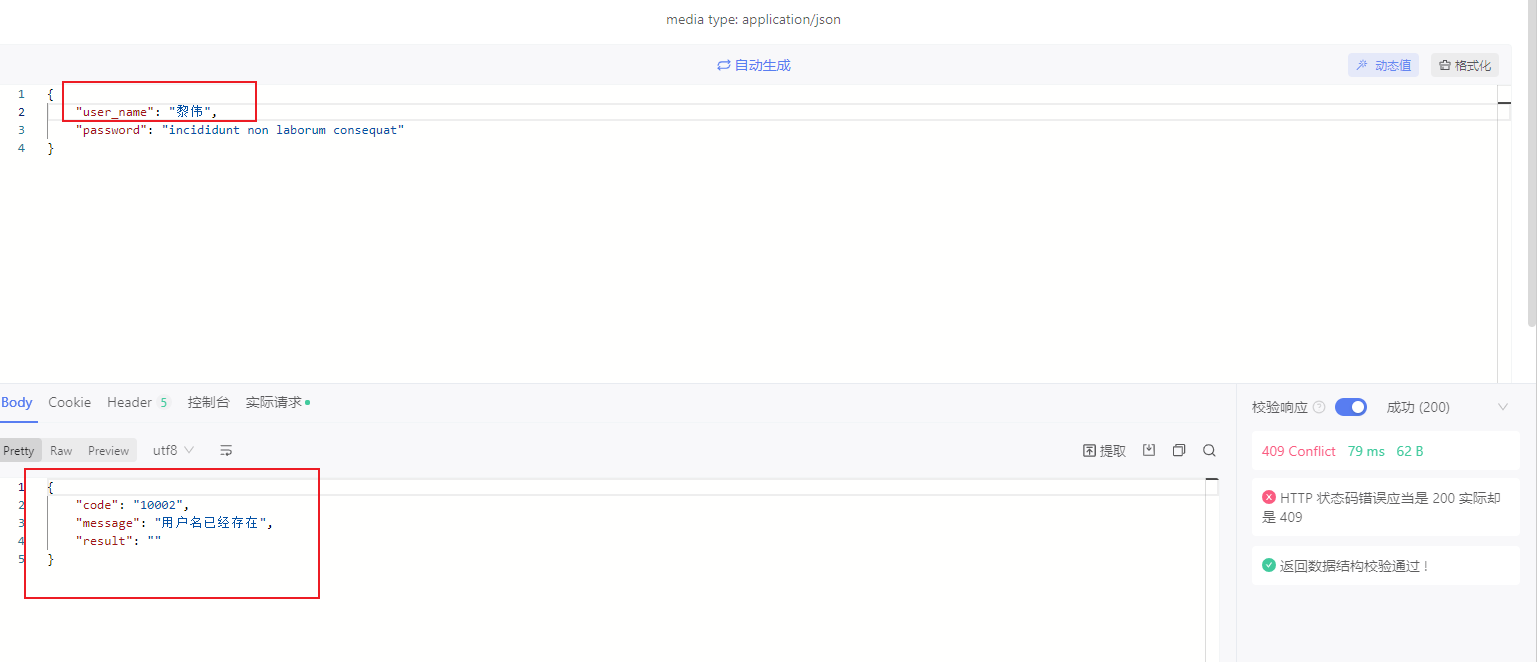 media type: application/json
自动生成
动态值
格式化
1 {
2 "user_name": "黎伟",
3 "password": "incididunt non laborum consequat"
4 }
Body Cookie Header 5 控制台 实际请求
校验响应 ? 成功 (200)
Pretty Raw Preview utf8
提取
409 Conflict 79 ms 62 B
1 {
2 "code": "10002",
3 "message": "用户名已经存在",
4 "result": ""
5 }
HTTP 状态码错误应当是 200 实际却
是 409
返回数据结构校验通过！